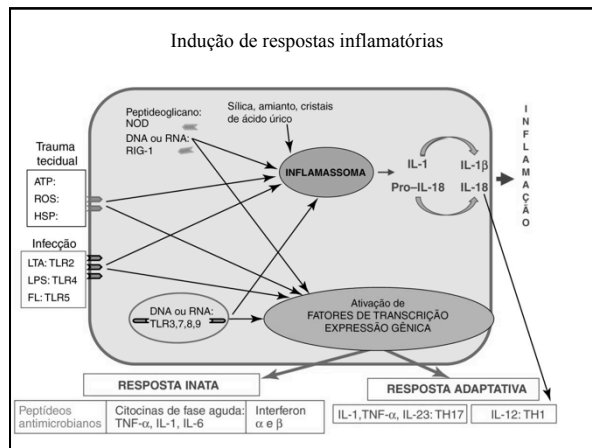 Indução de respostas inflamatórias
Peptideoglicano:
NOD
DNA ou RNA:
RIG-1
Sílica, amianto, cristais
de ácido úrico
Trauma
tecidual
ATP:
ROS:
HSP:
INFLAMASSOMA
IL-1
IL-1β
Pro–IL-18
IL-18
INFLAMAÇÃO
Infecção
LTA: TLR2
LPS: TLR4
FL: TLR5
DNA ou RNA:
TLR3,7,8,9
Ativação de
FATORES DE TRANSCRIÇÃO
EXPRESSÃO GÊNICA
RESPOSTA INATA
RESPOSTA ADAPTATIVA
Peptídeos
antimicrobianos
Citocinas de fase aguda:
TNF-α, IL-1, IL-6
Interferon
α e β
IL-1,TNF-α, IL-23: TH17
IL-12: TH1